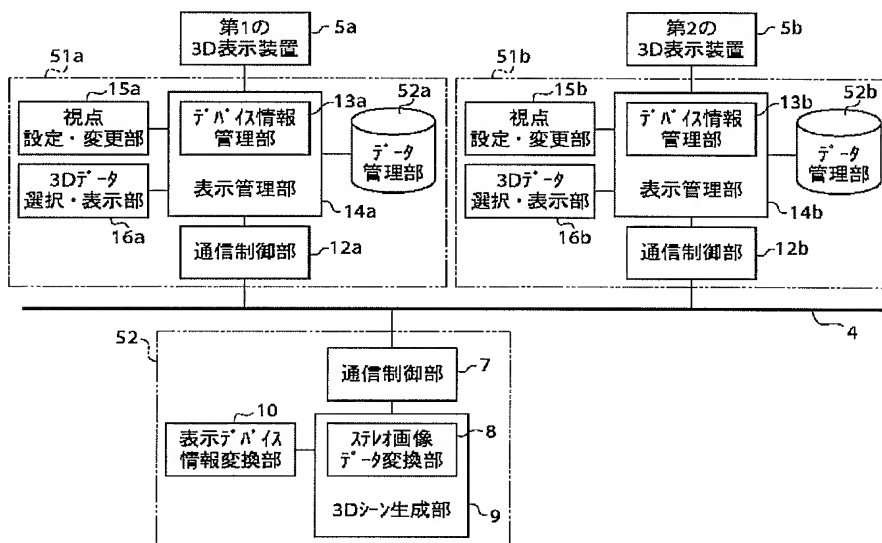 第1の
3D表示装置
5a
第2の
3D表示装置
5b
51a
15a
視点
設定・変更部
3Dデータ
選択・表示部
16a
13a
デバイス情報
管理部
表示管理部
14a
52a
データ
管理部
通信制御部
12a
51b
15b
視点
設定・変更部
3Dデータ
選択・表示部
16b
13b
デバイス情報
管理部
表示管理部
14b
52b
データ
管理部
通信制御部
12b
4
52
通信制御部
7
10
表示デバイス
情報変換部
ステレオ画像
データ変換部
8
3Dシーン生成部
9